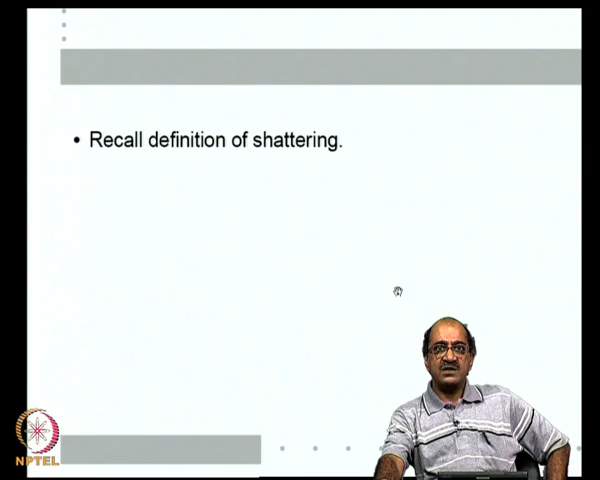 • Recall definition of shattering.
NPTEL